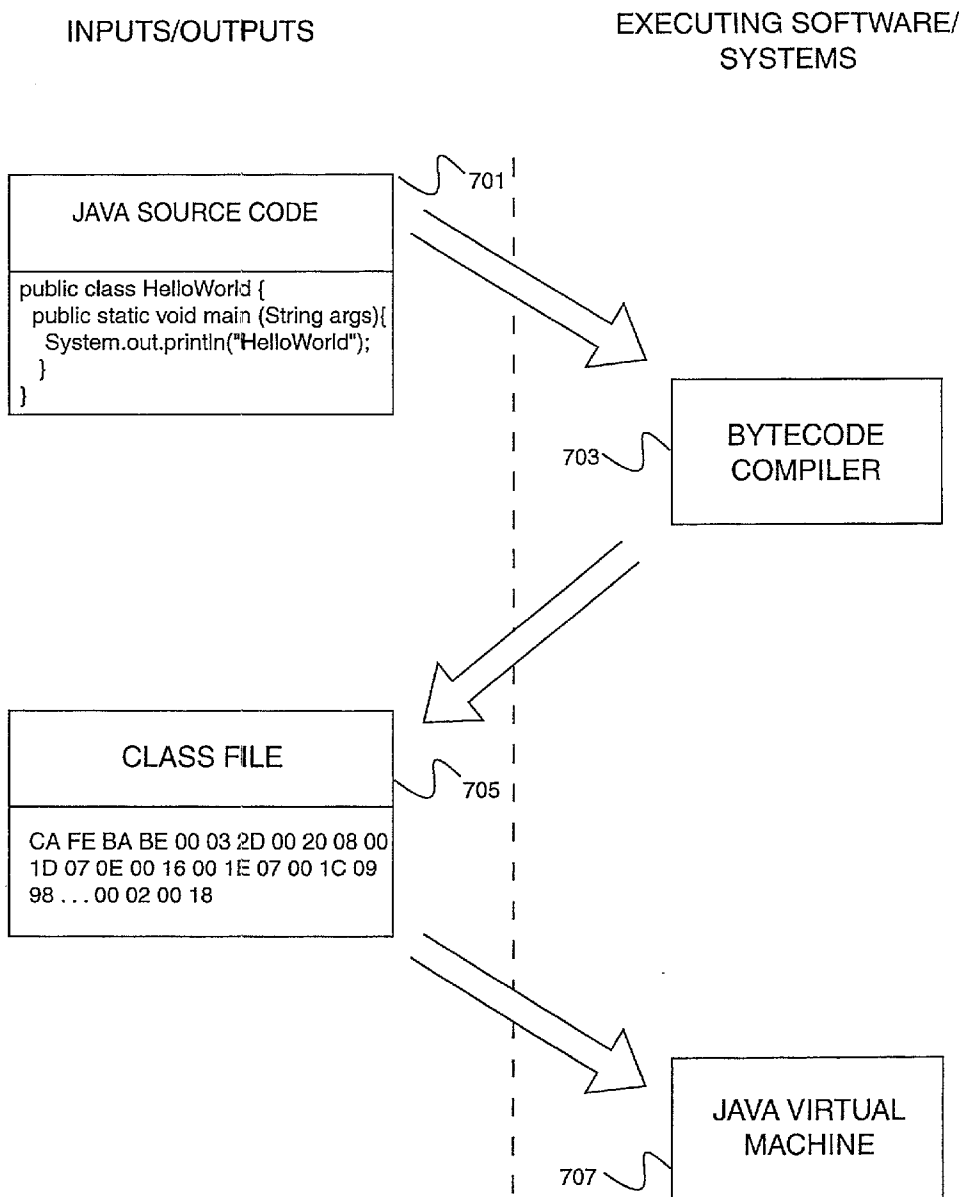 INPUTS/OUTPUTS
EXECUTING SOFTWARE/
SYSTEMS
701
JAVA SOURCE CODE
public class HelloWorld {
public static void main (String args){
System.out.println("HelloWorld");
}
}
BYTECODE
COMPILER
703
CLASS FILE
705
CA FE BA BE 00 03 2D 00 20 08 00
1D 07 0E 00 16 00 1E 07 00 1C 09
98 . . . 00 02 00 18
JAVA VIRTUAL
MACHINE
707